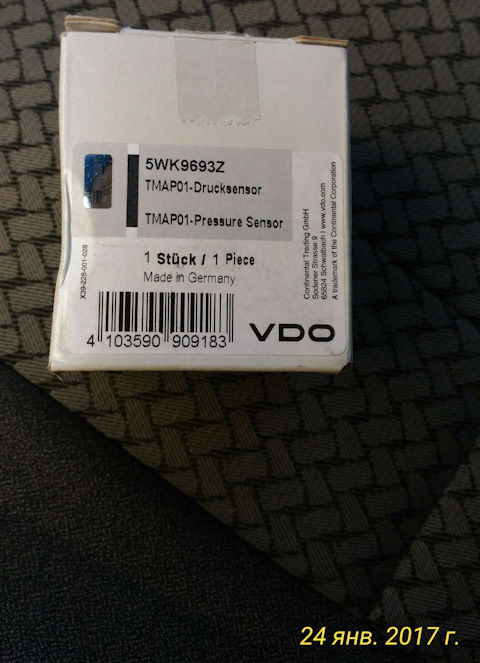 5WK9693Z
TMAP01-Drucksensor
TMAP01-Pressure Sensor
1 Stück / 1 Piece
Made in Germany
4 103590 909183
VDO
X39-228-001-028
Continental Trading GmbH
Sodener Strasse 9
65824 Schwalbach I www.vdo.com
A trademark of the Continental Corporation
24 янв. 2017 г.